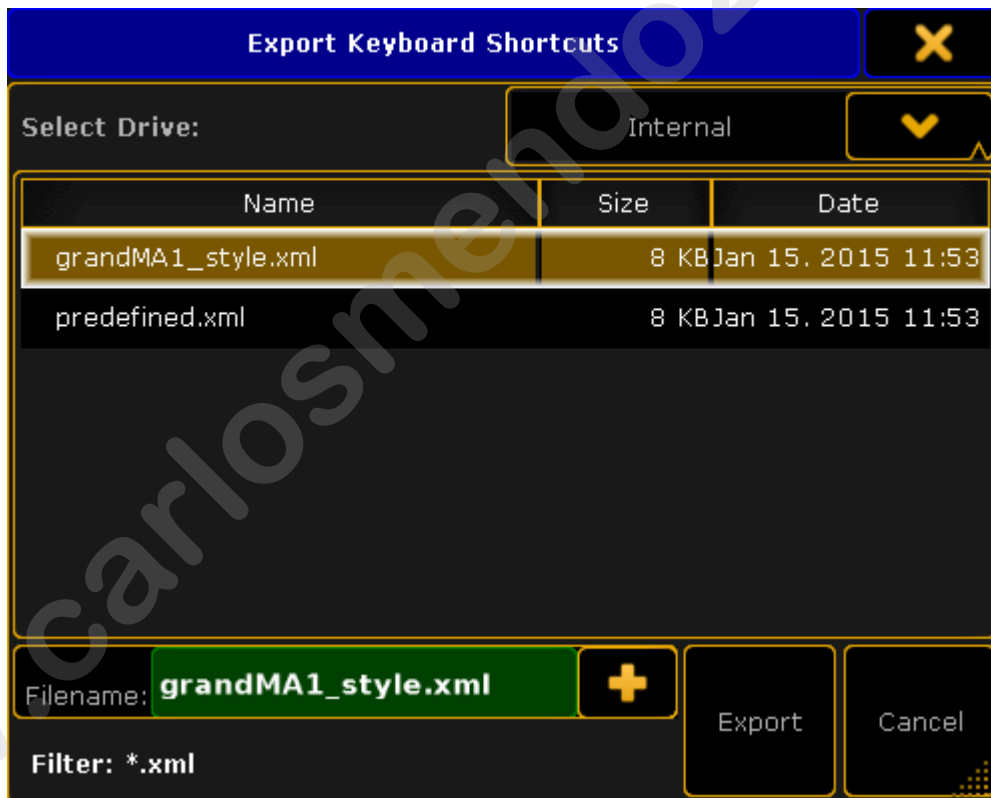 Export Keyboard Shortcuts
Select Drive: Internal
Name Size Date
grandMA1_style.xml 8 KB Jan 15. 2015 11:53
predefined.xml 8 KB Jan 15. 2015 11:53
Filename: grandMA1_style.xml
Export Cancel
Filter: *.xml